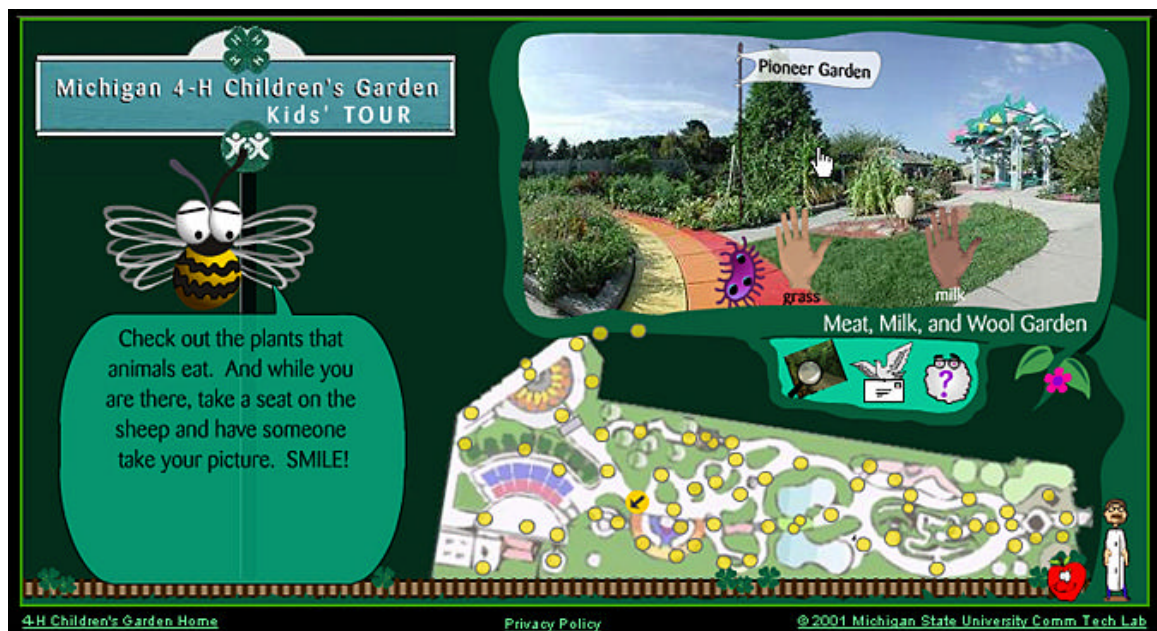 Michigan 4-H Children's Garden
Kids' TOUR
Pioneer Garden
grass
milk
Meat, Milk, and Wool Garden
?
Check out the plants that
animals eat. And while you
are there, take a seat on the
sheep and have someone
take your picture. SMILE!
4-H Children's Garden Home
Privacy Policy
© 2001 Michigan State University Comm Tech Lab